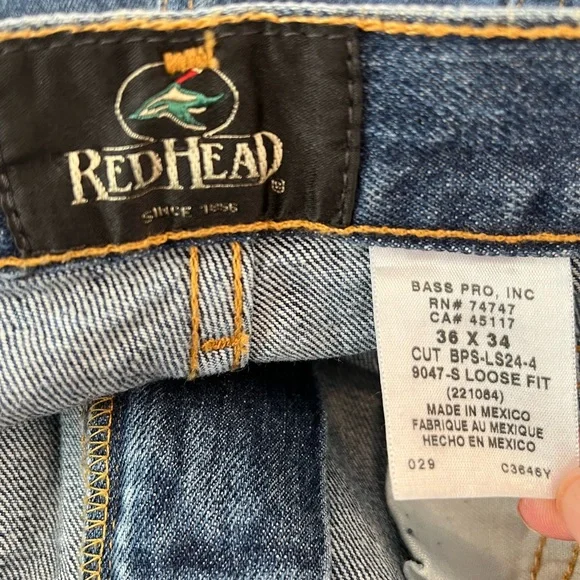 REDHEAD
SINCE 1856
BASS PRO, INC
RN# 74747
CA# 45117
36 X 34
CUT BPS-LS24-4
9047-S LOOSE FIT
(221084)
MADE IN MEXICO
FABRIQUE AU MEXIQUE
HECHO EN MEXICO
029 C3646Y